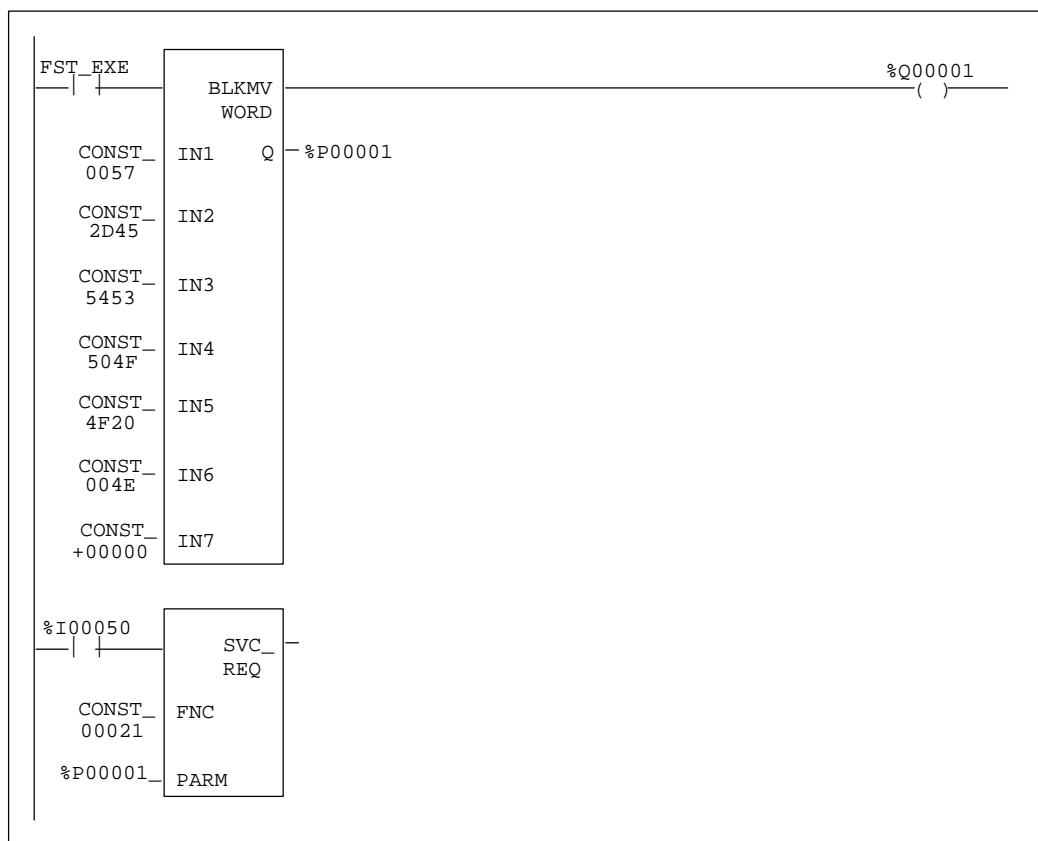 FST_EXE
%Q00001
( )
BLKMV
WORD
CONST_ IN1 Q %P00001
0057
CONST_ IN2
2D45
CONST_ IN3
5453
CONST_ IN4
504F
CONST_ IN5
4F20
CONST_ IN6
004E
CONST_ IN7
+00000
%I00050
SVC_
REQ
CONST_ FNC
00021
%P00001_ PARM